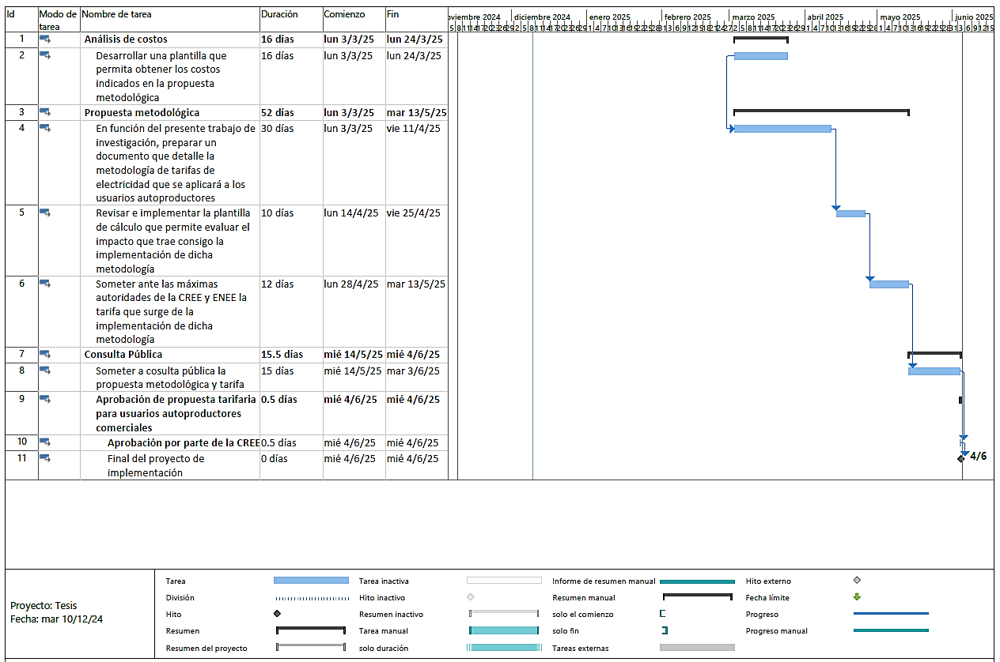 Id Modo de tarea Nombre de tarea Duración Comienzo Fin
noviembre 2024 diciembre 2024 enero 2025 febrero 2025 marzo 2025 abril 2025 mayo 2025 junio 2025
1 Análisis de costos 16 días lun 3/3/25 lun 24/3/25
2 Desarrollar una plantilla que 16 días lun 3/3/25 lun 24/3/25
permita obtener los costos
indicados en la propuesta
metodológica
3 Propuesta metodológica 52 días lun 3/3/25 mar 13/5/25
4 En función del presente trabajo de 30 días lun 3/3/25 vie 11/4/25
investigación, preparar un
documento que detalle la
metodología de tarifas de
electricidad que se aplicará a los
usuarios autoproductores
5 Revisar e implementar la plantilla 10 días lun 14/4/25 vie 25/4/25
de cálculo que permite evaluar el
impacto que trae consigo la
implementación de dicha
metodología
6 Someter ante las máximas 12 días lun 28/4/25 mar 13/5/25
autoridades de la CREE y ENEE la
tarifa que surge de la
implementación de dicha
metodología
7 Consulta Pública 15.5 días mié 14/5/25 mié 4/6/25
8 Someter a cosulta pública la 15 días mié 14/5/25 mar 3/6/25
propuesta metodológica y tarifa
9 Aprobación de propuesta tarifaria 0.5 días mié 4/6/25 mié 4/6/25
para usuarios autoproductores
comerciales
10 Aprobación por parte de la CREE 0.5 días mié 4/6/25 mié 4/6/25
11 Final del proyecto de 0 días mié 4/6/25 mié 4/6/25
implementación
4/6
Proyecto: Tesis
Fecha: mar 10/12/24
Tarea Tarea inactiva Informe de resumen manual Hito externo
División Hito inactivo Resumen manual Fecha límite
Hito Resumen inactivo solo el comienzo Progreso
Resumen Tarea manual solo fin Progreso manual
Resumen del proyecto solo duración Tareas externas